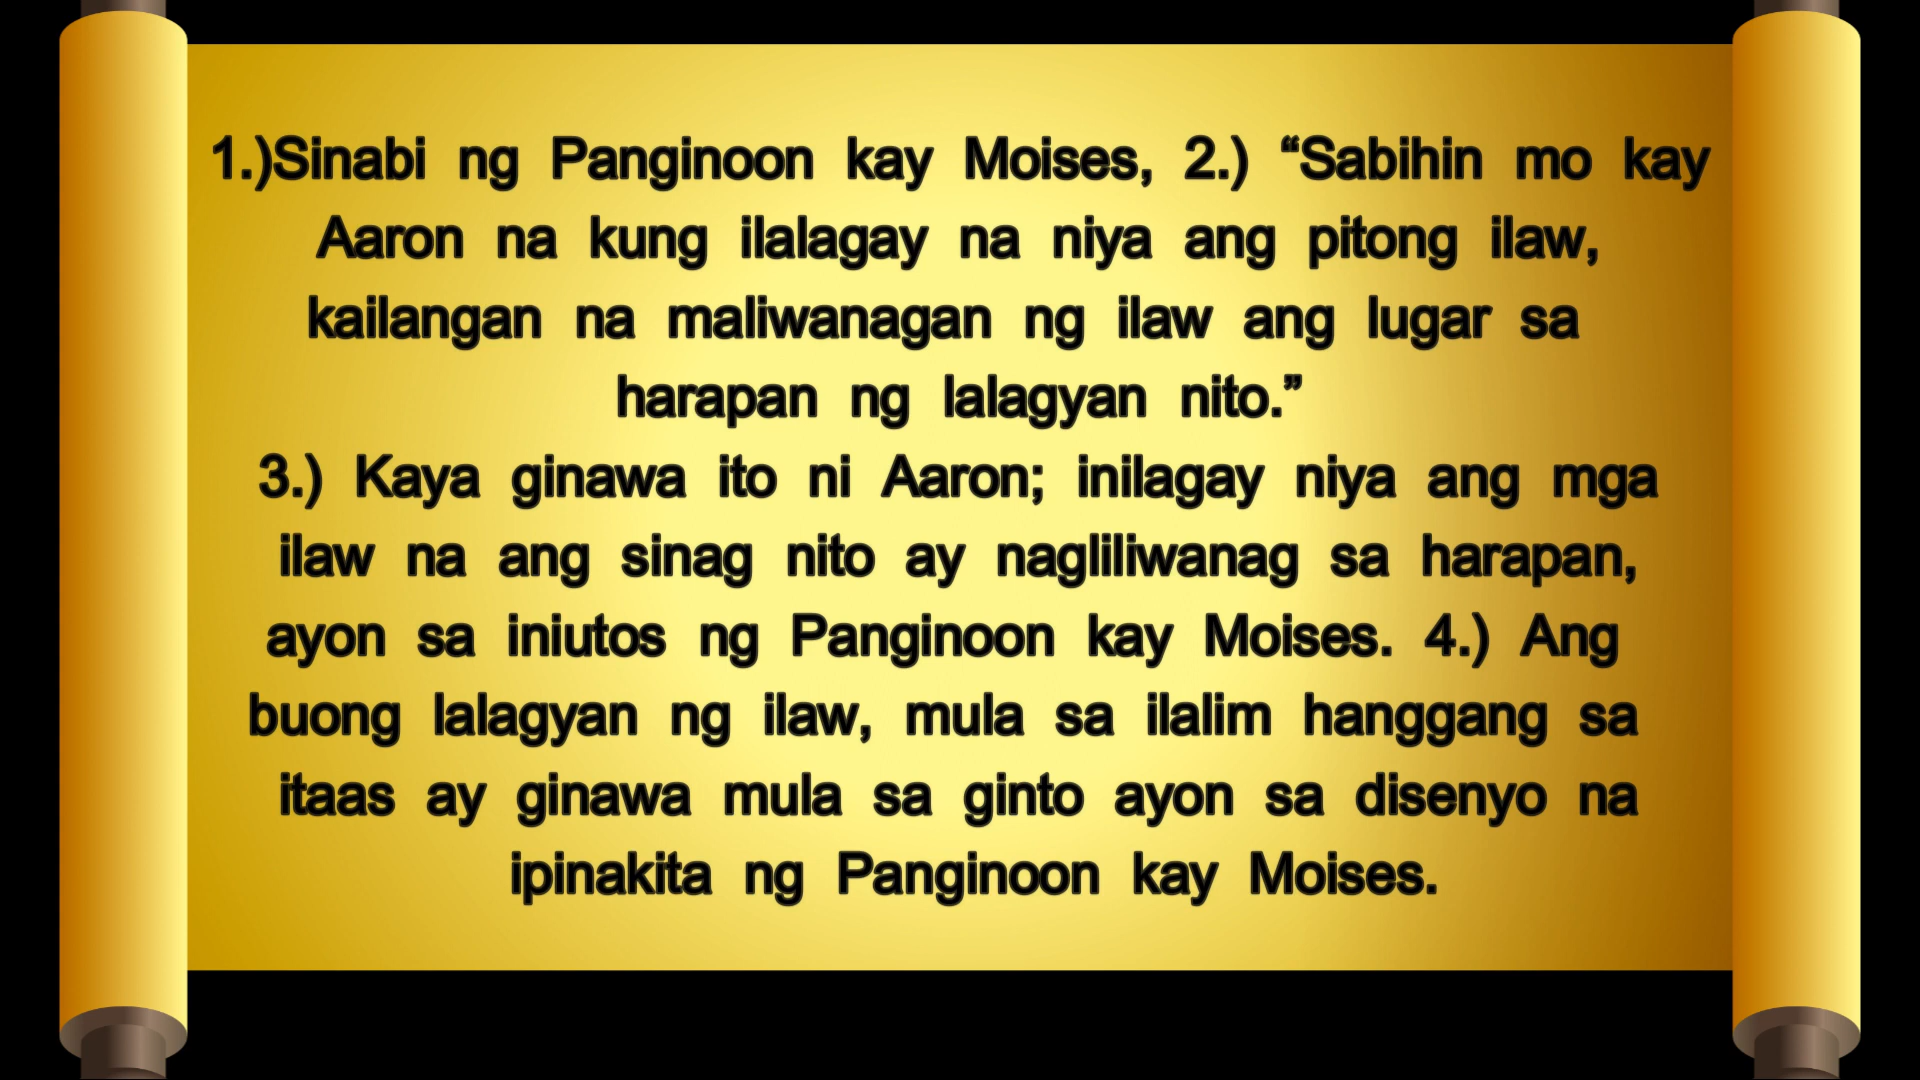 1.)Sinabi ng Panginoon kay Moises, 2.) “Sabihin mo kay
Aaron na kung ilalagay na niya ang pitong ilaw,
kailangan na maliwanagan ng ilaw ang lugar sa
harapan ng lalagyan nito.”
3.) Kaya ginawa ito ni Aaron; inilagay niya ang mga
ilaw na ang sinag nito ay nagliliwanag sa harapan,
ayon sa iniutos ng Panginoon kay Moises. 4.) Ang
buong lalagyan ng ilaw, mula sa ilalim hanggang sa
itaas ay ginawa mula sa ginto ayon sa disenyo na
ipinakita ng Panginoon kay Moises.